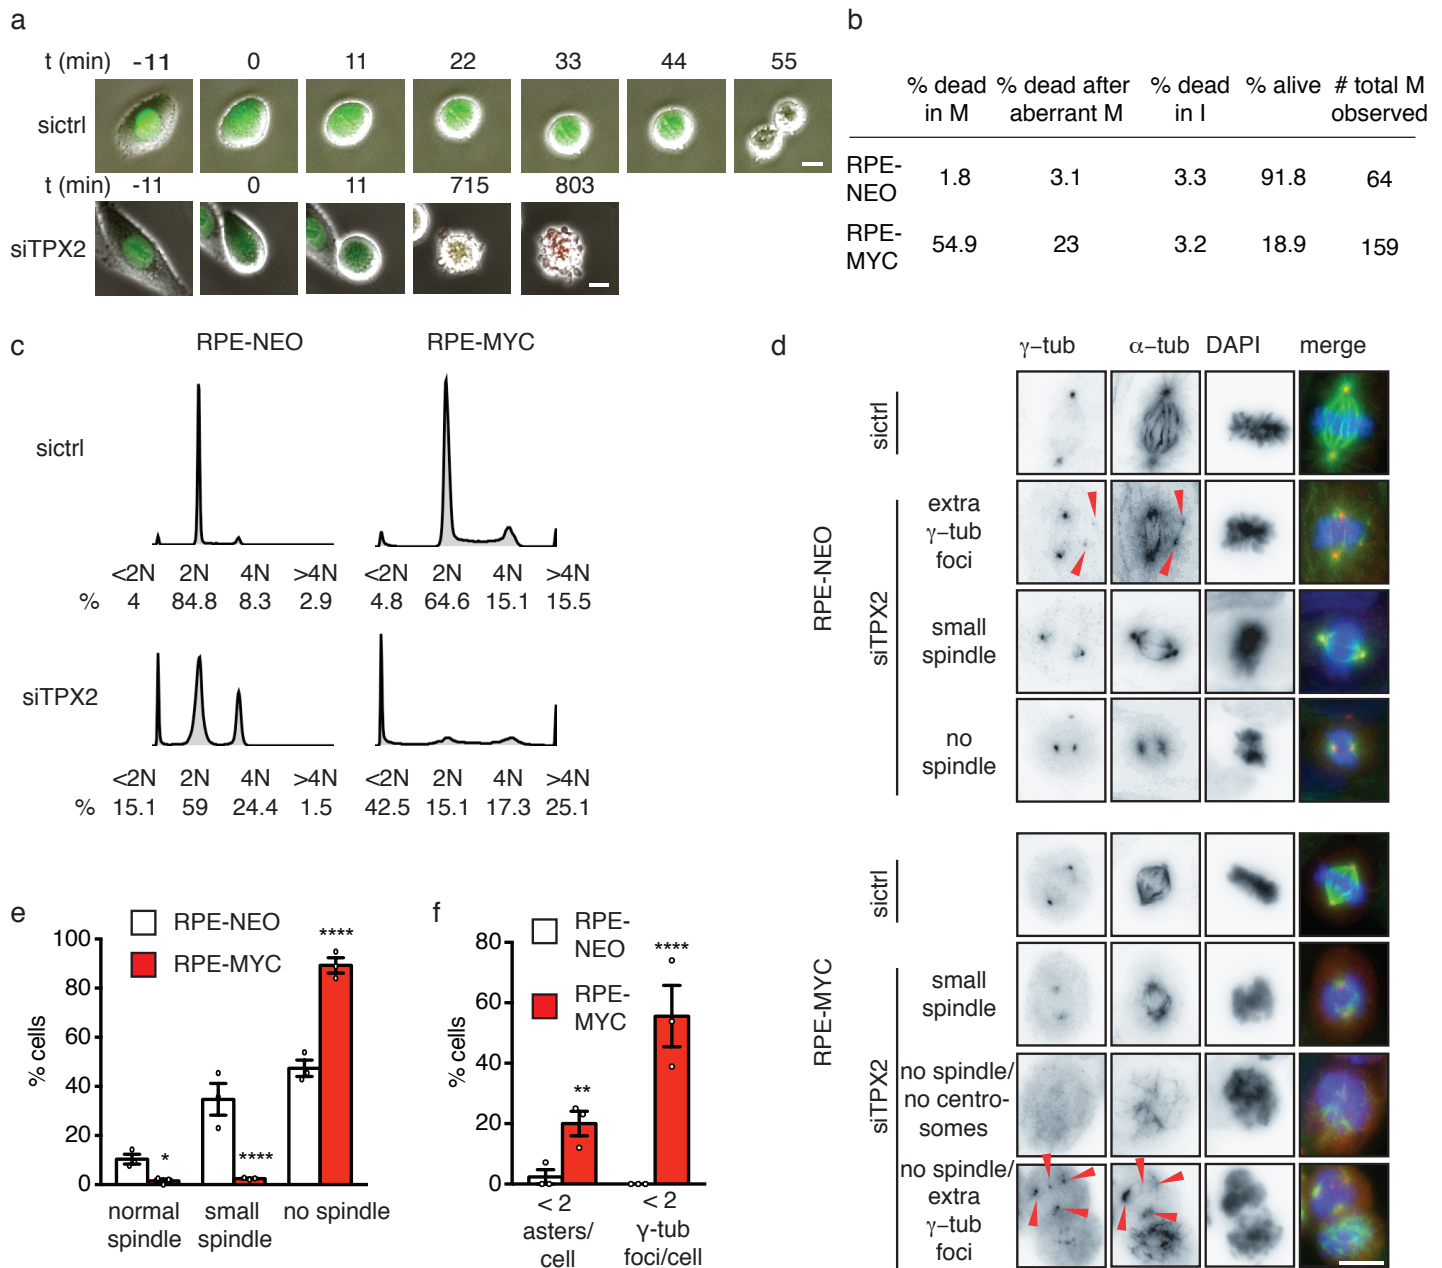 a
t (min) -11 0 11 22 33 44 55
sictrl
t (min) -11 0 11 715 803
siTPX2
b
% dead in M % dead after aberrant M % dead in I % alive # total M observed
RPE-NEO 1.8 3.1 3.3 91.8 64
RPE-MYC 54.9 23 3.2 18.9 159
c
RPE-NEO RPE-MYC
sictrl
<2N 2N 4N >4N <2N 2N 4N >4N
% 4 84.8 8.3 2.9 4.8 64.6 15.1 15.5
siTPX2
<2N 2N 4N >4N <2N 2N 4N >4N
% 15.1 59 24.4 1.5 42.5 15.1 17.3 25.1
d
γ-tub α-tub DAPI merge
RPE-NEO
sictrl
siTPX2
extra
γ-tub
foci
small
spindle
no
spindle
RPE-MYC
sictrl
siTPX2
small
spindle
no spindle/
no centro-
somes
no spindle/
extra
γ-tub
foci
e
RPE-NEO
RPE-MYC
% cells
100
80
60
40
20
0
* **** ****
normal
spindle
small
spindle
no spindle
f
RPE-
NEO
RPE-
MYC
% cells
80
60
40
20
0
** ****
< 2
asters/
cell
< 2
γ-tub
foci/cell